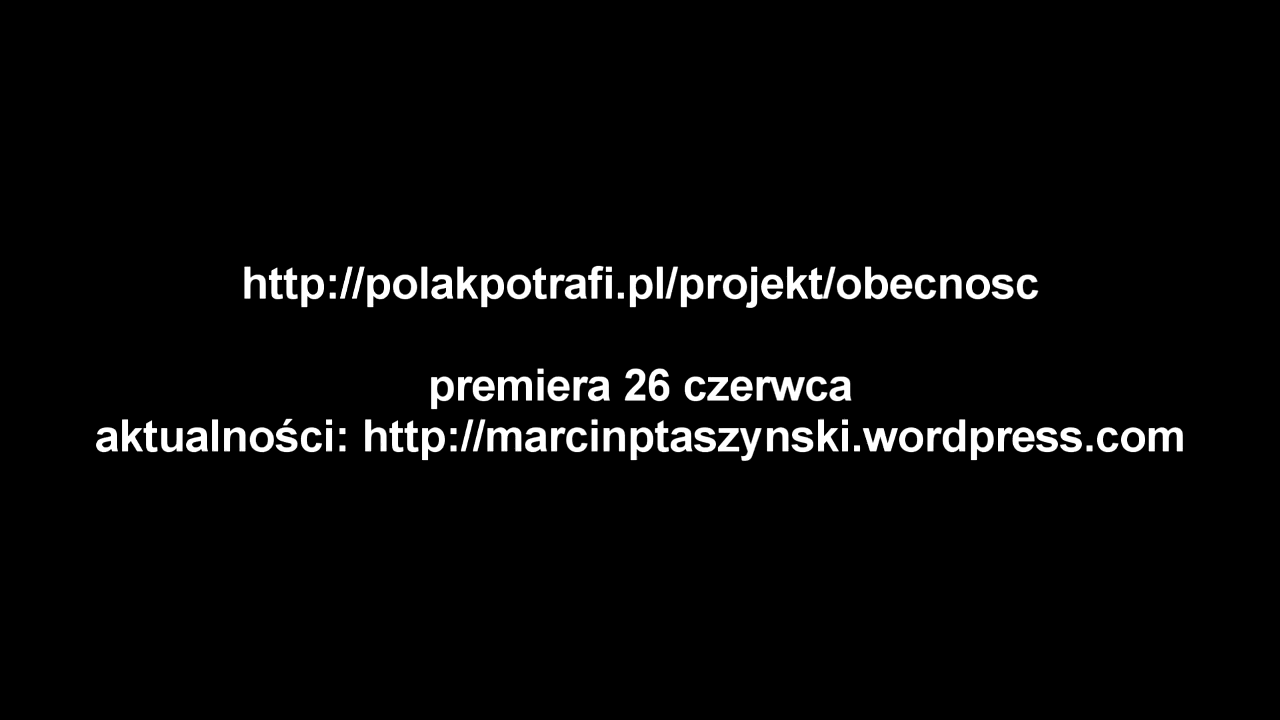 http://polakpotrafi.pl/projekt/obecnosc
premiera 26 czerwca
aktualności: http://marcinptaszynski.wordpress.com